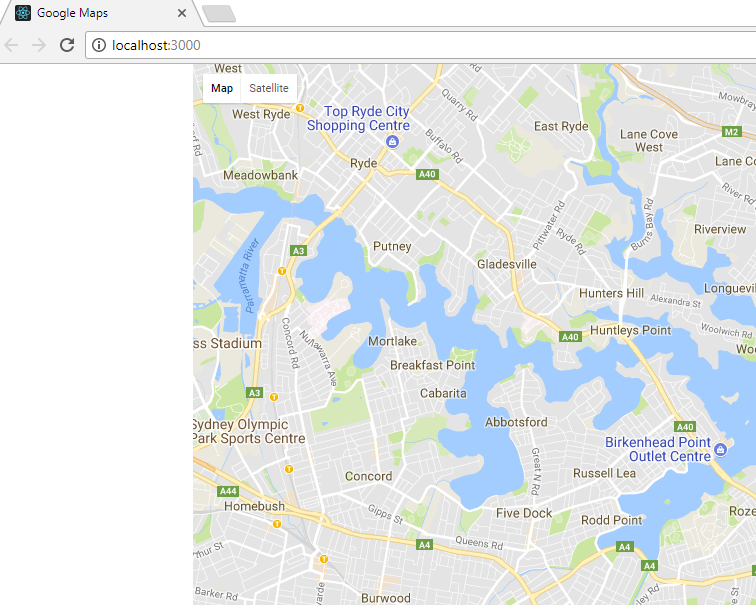 Google Maps
localhost:3000
West
Map Satellite
West Ryde
Top Ryde City
Shopping Centre
Quarry Rd
Buffalo Rd
East Ryde
Lane Cove
West
M2
Mowbray
Lane Co
Ryde
A40
Meadowbank
River Rd
Riverview
Pittwater Rd
Ryde Rd
Burns Bay Rd
Parramatta River
A3
Putney
Gladesville
Hunters Hill
Longuevil
Alexandra St
Woolwich Rd
Huntleys Point
A40
ss Stadium
Concord Rd
Nullawarra Ave
Mortlake
Breakfast Point
Cabarita
A3
Abbotsford
A40
Birkenhead Point
Outlet Centre
Sydney Olympic
Park Sports Centre
Great N Rd
Concord
Russell Lea
A44
Homebush
Gipps St
Five Dock
Rodd Point
Roze
A4
Queens Rd
A4
A4
Barker Rd
Burwood